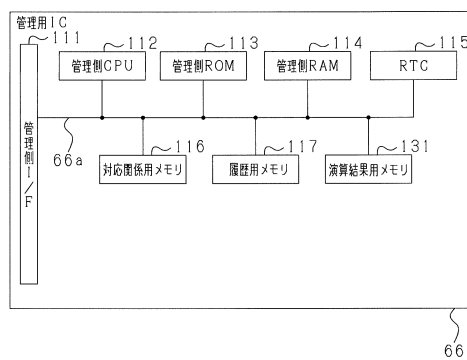 管理用IC
111
112
113
114
115
管理側CPU
管理側ROM
管理側RAM
RTC
管理側I/F
66a
116
117
131
対応関係用メモリ
履歴用メモリ
演算結果用メモリ
66